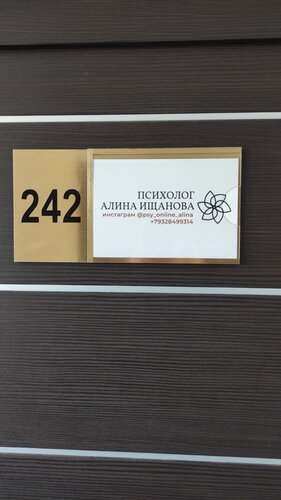 242
ПСИХОЛОГ
АЛИНА ИЩАНОВА
инстаграм @psy_online_alina
+79328499314